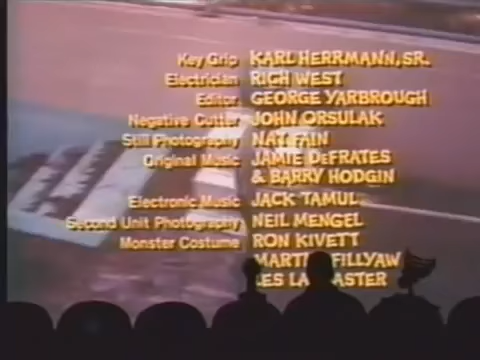 Key Grip KARL HERRMANN, SR.
Electrician RICH WEST
Editor GEORGE YARBROUGH
Negative Cutter JOHN ORSULAK
Still Photography NAT FAIN
Original Music JAMIE DeFRATES
& BARRY HODGIN
Electronic Music JACK TAMUL
Second Unit Photography NEIL MENGEL
Monster Costume RON KIVETT